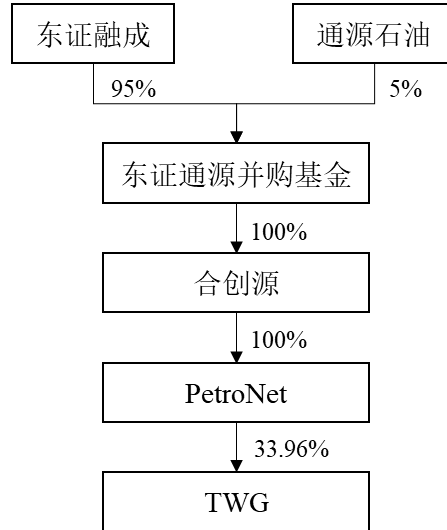 东证融成
通源石油
95%
5%
东证通源并购基金
100%
合创源
100%
PetroNet
33.96%
TWG